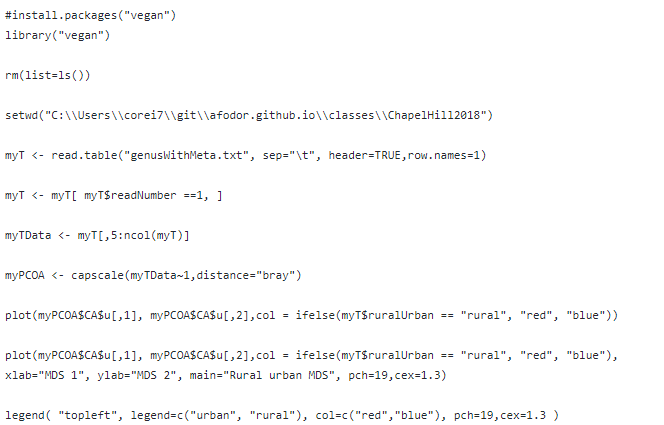 #install.packages("vegan")
library("vegan")
rm(list=ls())
setwd("C:\\Users\\corei7\\git\\afodor.github.io\\classes\\ChapelHill2018")
myT <- read.table("genusWithMeta.txt", sep="\t", header=TRUE,row.names=1)
myT <- myT[ myT$readNumber ==1, ]
myTData <- myT[,5:ncol(myT)]
myPCOA <- capscale(myTData~1,distance="bray")
plot(myPCOA$CA$u[,1], myPCOA$CA$u[,2],col = ifelse(myT$ruralUrban == "rural", "red", "blue"))
plot(myPCOA$CA$u[,1], myPCOA$CA$u[,2],col = ifelse(myT$ruralUrban == "rural", "red", "blue"),
xlab="MDS 1", ylab="MDS 2", main="Rural urban MDS", pch=19,cex=1.3)
legend( "topleft", legend=c("urban", "rural"), col=c("red","blue"), pch=19,cex=1.3 )